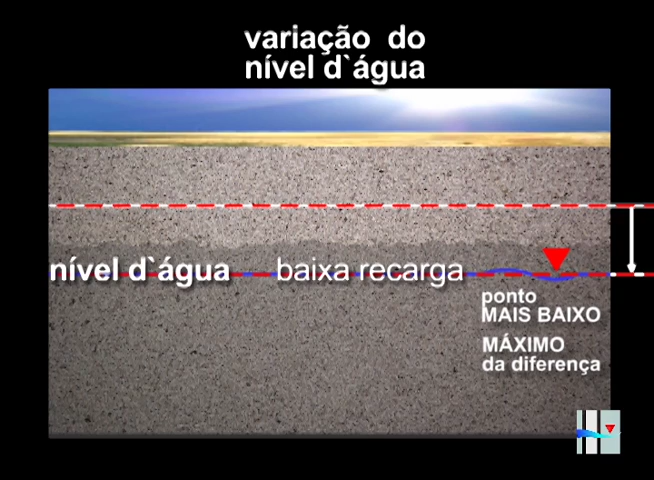 variação do
nível d`água
nível d`água baixa recarga
ponto
MAIS BAIXO
MÁXIMO
da diferença